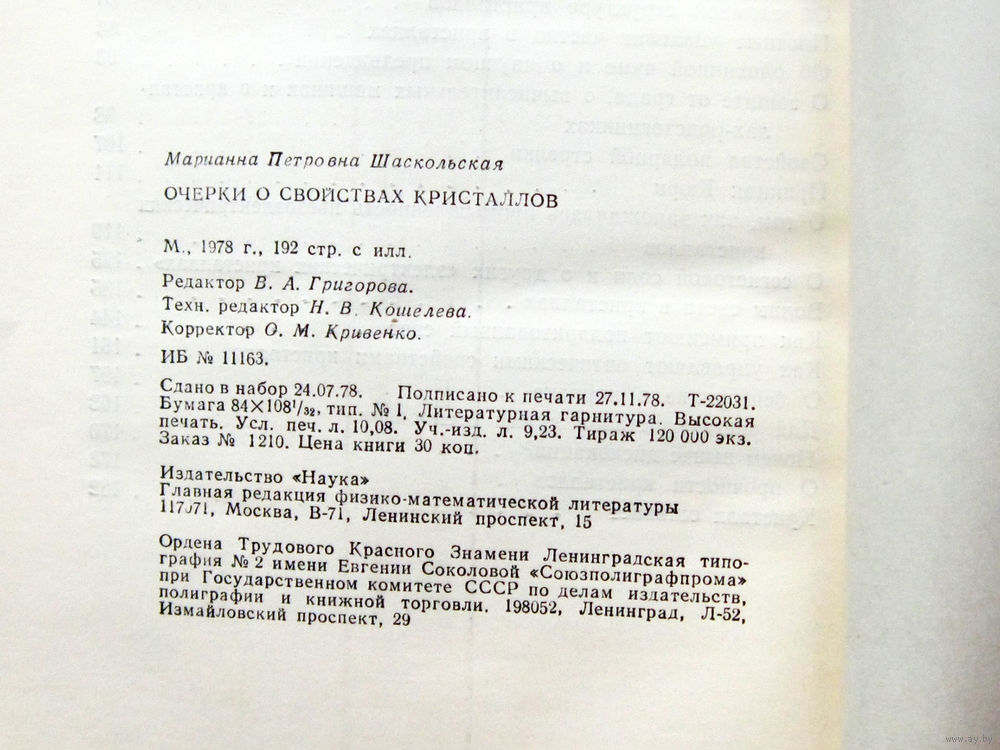 Марианна Петровна Шаскольская
ОЧЕРКИ О СВОЙСТВАХ КРИСТАЛЛОВ
М., 1978 г., 192 стр. с илл.
Редактор В. А. Григорова.
Техн. редактор Н. В. Кошелева.
Корректор О. М. Кривенко.
ИБ № 11163.
Сдано в набор 24.07.78. Подписано к печати 27.11.78. Т-22031.
Бумага 84×108¹/₃₂, тип. № 1. Литературная гарнитура. Высокая
печать. Усл. печ. л. 10,08. Уч.-изд. л. 9,23. Тираж 120 000 экз.
Заказ № 1210. Цена книги 30 коп.
Издательство «Наука»
Главная редакция физико-математической литературы
117071, Москва, В-71, Ленинский проспект, 15
Ордена Трудового Красного Знамени Ленинградская типо-
графия № 2 имени Евгении Соколовой «Союзполиграфпрома»
при Государственном комитете СССР по делам издательств,
полиграфии и книжной торговли. 198052, Ленинград, Л-52,
Измайловский проспект, 29
www.ay.by